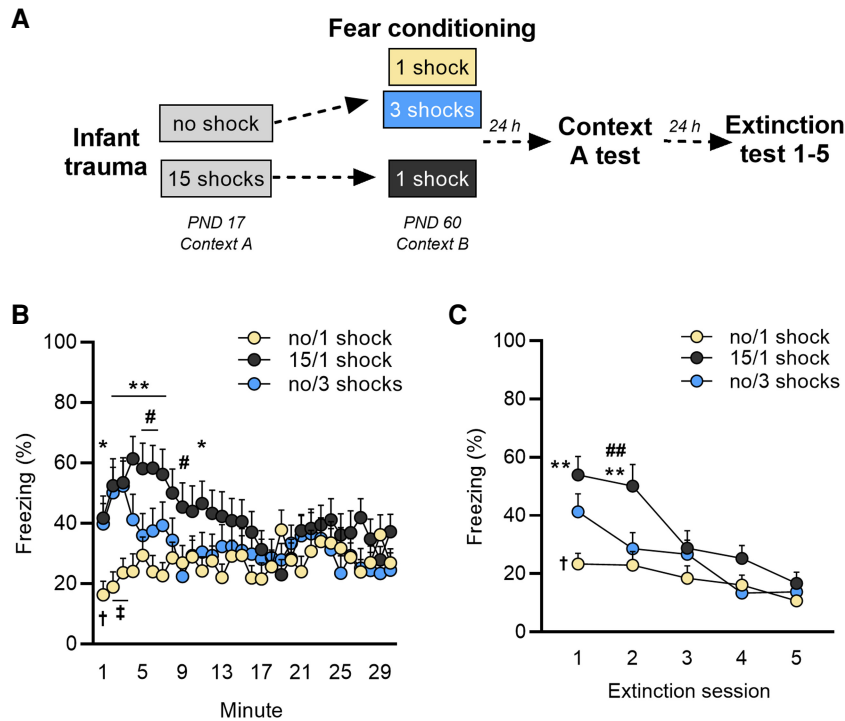 A
Fear conditioning
1 shock
no shock
3 shocks
Infant
trauma
24 h
Context
A test
24 h
Extinction
test 1-5
15 shocks
1 shock
PND 17
Context A
PND 60
Context B
B
no/1 shock
15/1 shock
no/3 shocks
100
80
60
40
20
0
Freezing (%)
**
#
*
#
*
†
‡
1 5 9 13 17 21 25 29
Minute
C
no/1 shock
15/1 shock
no/3 shocks
100
80
60
40
20
0
Freezing (%)
##
**
**
†
1 2 3 4 5
Extinction session